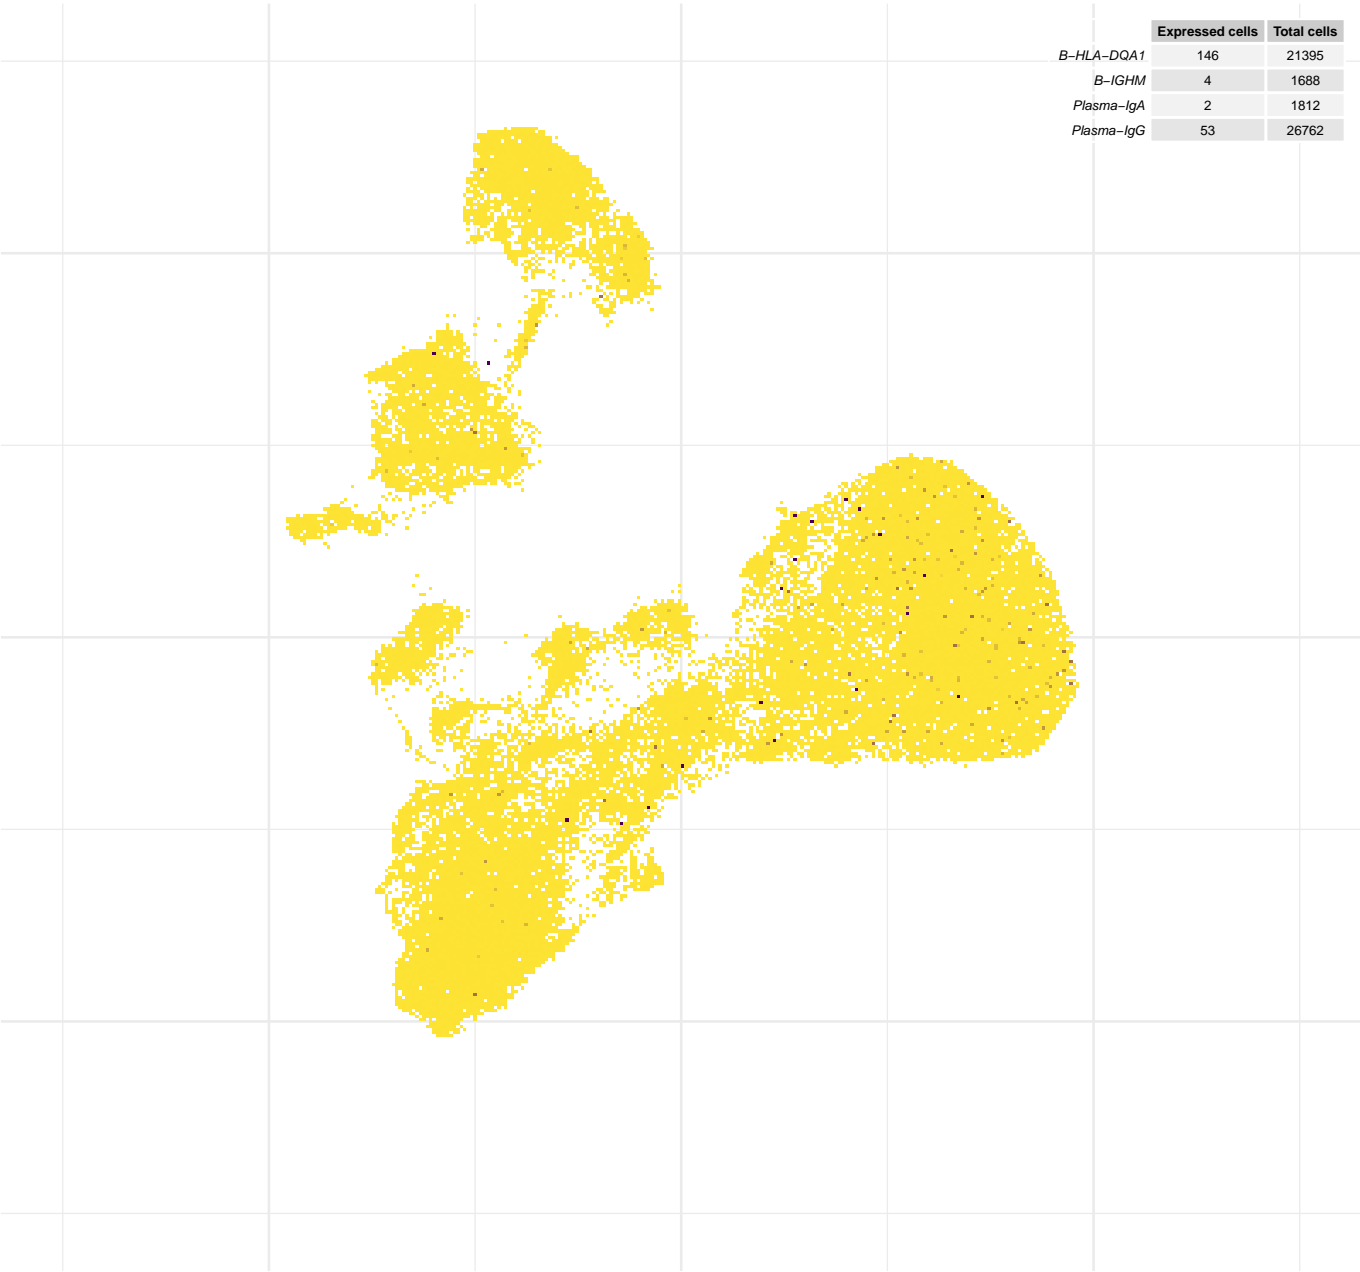 Expressed cells Total cells
B−HLA−DQA1 146 21395
B−IGHM 4 1688
Plasma−IgA 2 1812
Plasma−IgG 53 26762